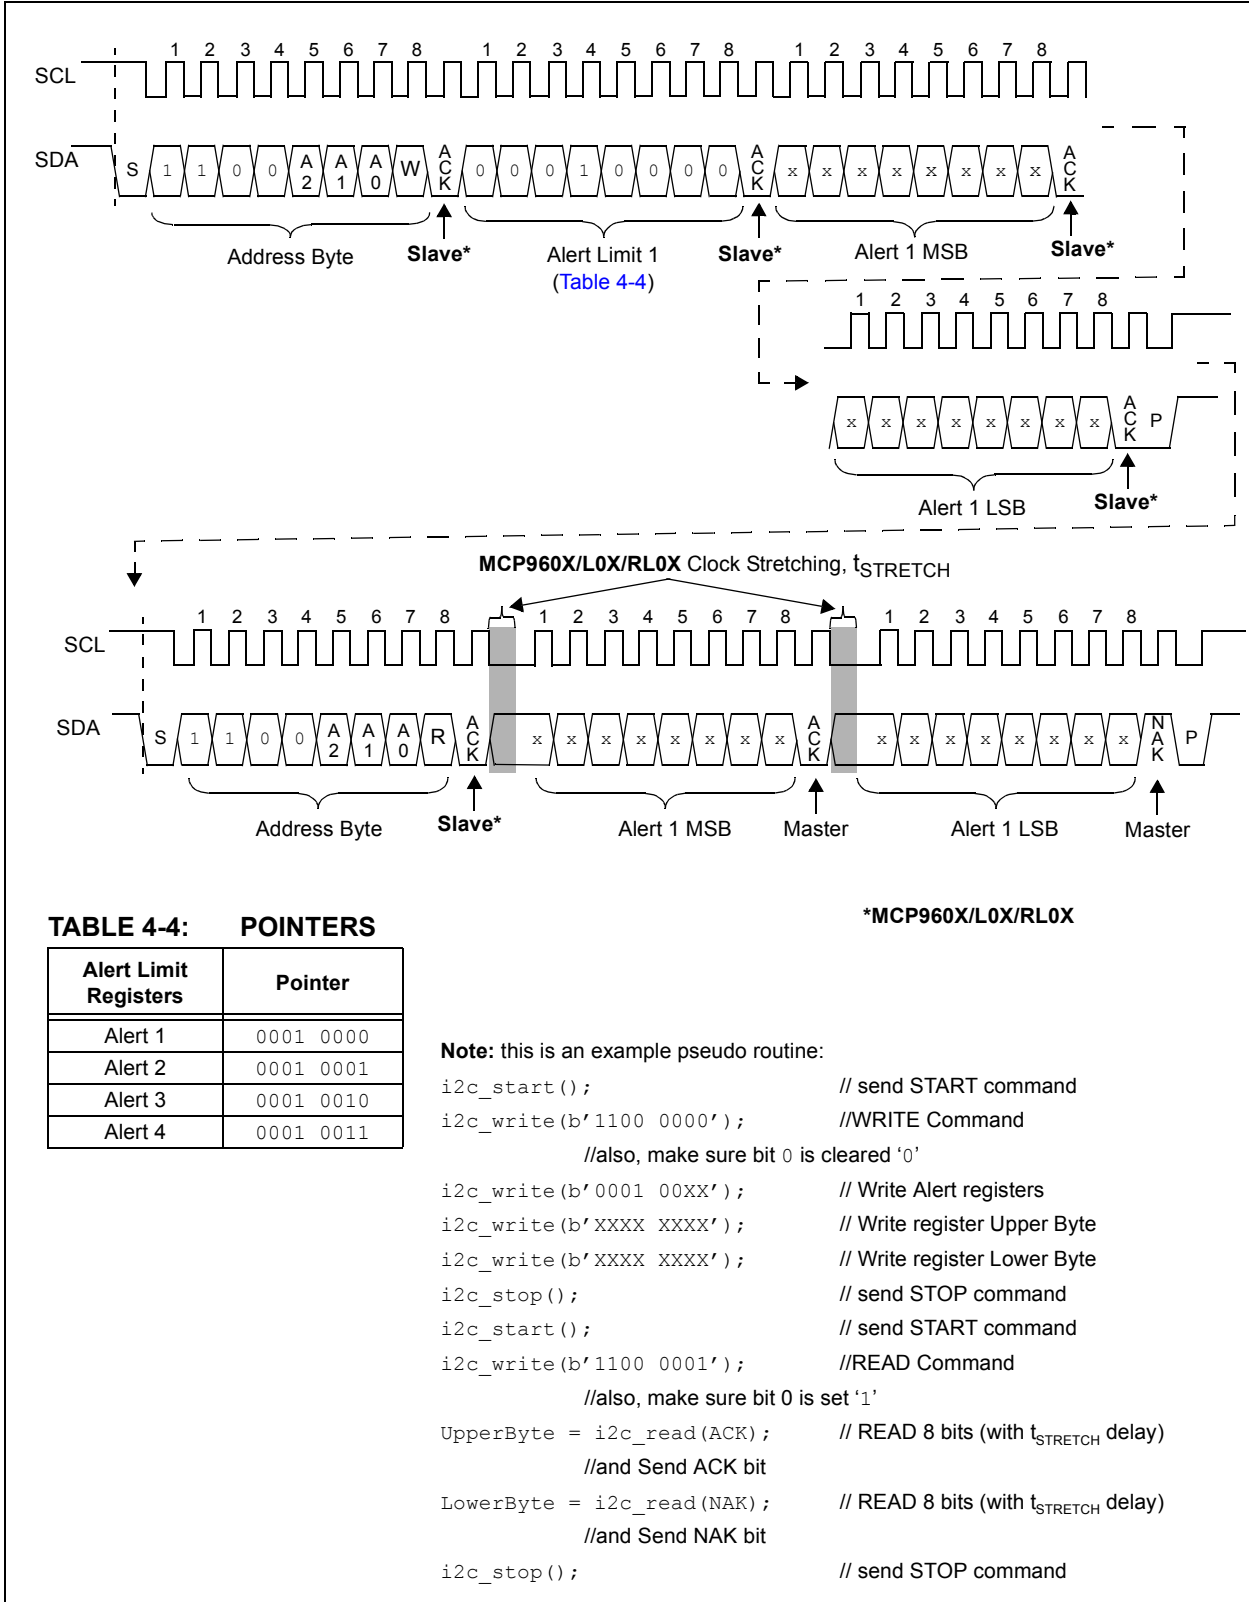 1 2 3 4 5 6 7 8 1 2 3 4 5 6 7 8 1 2 3 4 5 6 7 8
SCL
SDA S 1 1 0 0 A2 A1 A0 W ACK 0 0 0 1 0 0 0 0 ACK x x x x x x x x ACK
Address Byte Slave* Alert Limit 1 Slave* Alert 1 MSB Slave*
(Table 4-4)
1 2 3 4 5 6 7 8
x x x x x x x x ACK P
Alert 1 LSB Slave*
MCP960X/L0X/RL0X Clock Stretching, tSTRETCH
1 2 3 4 5 6 7 8 1 2 3 4 5 6 7 8 1 2 3 4 5 6 7 8
SCL
SDA S 1 1 0 0 A2 A1 A0 R ACK x x x x x x x x ACK x x x x x x x x NAK P
Address Byte Slave* Alert 1 MSB Master Alert 1 LSB Master
*MCP960X/L0X/RL0X
TABLE 4-4: POINTERS
Alert Limit Registers Pointer
Alert 1 0001 0000
Alert 2 0001 0001
Alert 3 0001 0010
Alert 4 0001 0011
Note: this is an example pseudo routine:
i2c_start(); // send START command
i2c_write(b'1100 0000'); //WRITE Command
//also, make sure bit 0 is cleared ‘0’
i2c_write(b'0001 00XX'); // Write Alert registers
i2c_write(b'XXXX XXXX'); // Write register Upper Byte
i2c_write(b'XXXX XXXX'); // Write register Lower Byte
i2c_stop(); // send STOP command
i2c_start(); // send START command
i2c_write(b'1100 0001'); //READ Command
//also, make sure bit 0 is set ‘1’
UpperByte = i2c_read(ACK); // READ 8 bits (with tSTRETCH delay)
//and Send ACK bit
LowerByte = i2c_read(NAK); // READ 8 bits (with tSTRETCH delay)
//and Send NAK bit
i2c_stop(); // send STOP command